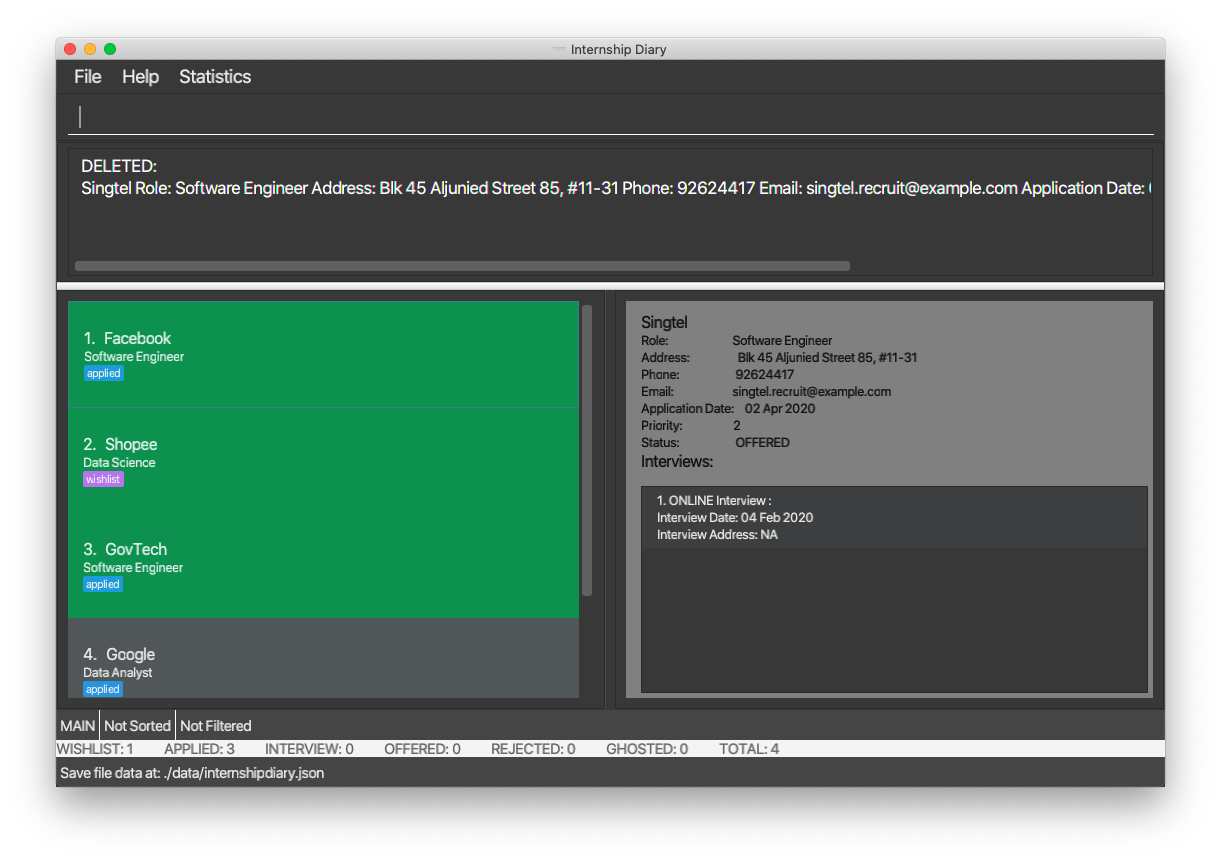 Internship Diary
File Help Statistics
DELETED:
Singtel Role: Software Engineer Address: Blk 45 Aljunied Street 85, #11-31 Phone: 92624417 Email: singtel.recruit@example.com Application Date:
1. Facebook
Software Engineer
applied
2. Shopee
Data Science
wishlist
3. GovTech
Software Engineer
applied
4. Google
Data Analyst
applied
Singtel
Role: Software Engineer
Address: Blk 45 Aljunied Street 85, #11-31
Phone: 92624417
Email: singtel.recruit@example.com
Application Date: 02 Apr 2020
Priority: 2
Status: OFFERED
Interviews:
1. ONLINE Interview :
Interview Date: 04 Feb 2020
Interview Address: NA
MAIN Not Sorted Not Filtered
WISHLIST: 1 APPLIED: 3 INTERVIEW: 0 OFFERED: 0 REJECTED: 0 GHOSTED: 0 TOTAL: 4
Save file data at: ./data/internshipdiary.json